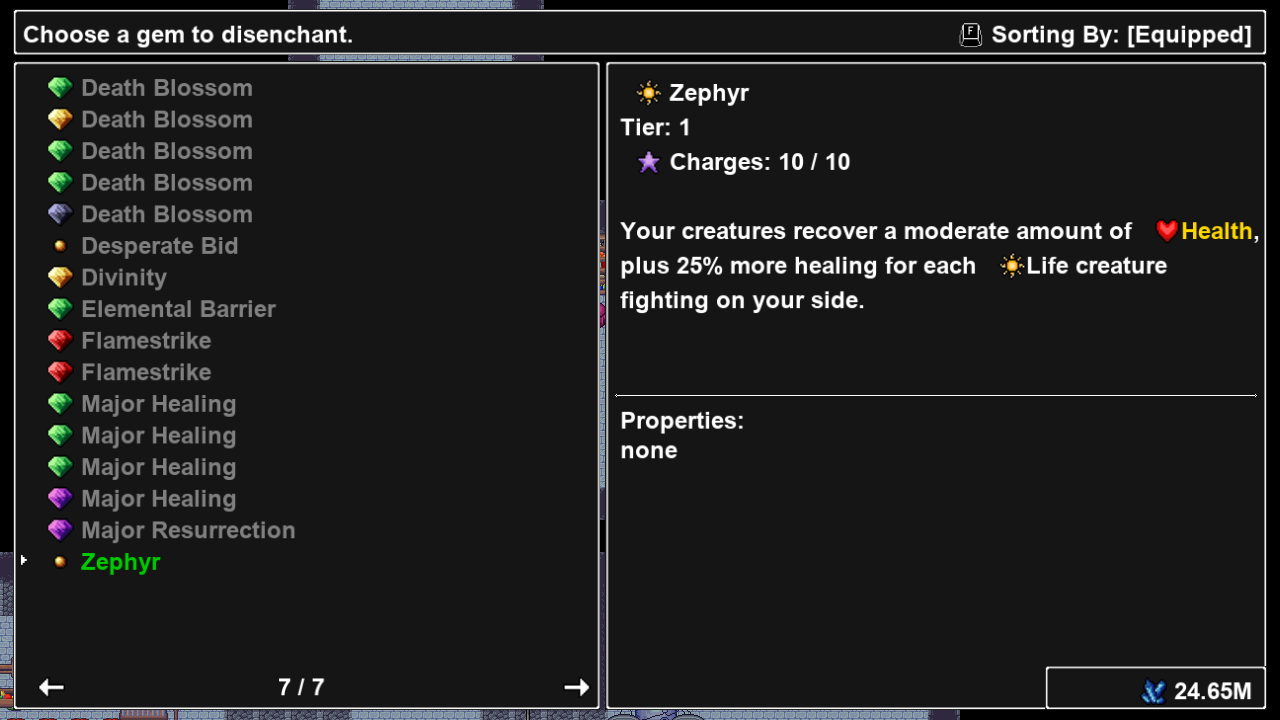 Choose a gem to disenchant.
F Sorting By: [Equipped]
Death Blossom
Death Blossom
Death Blossom
Death Blossom
Death Blossom
Desperate Bid
Divinity
Elemental Barrier
Flamestrike
Flamestrike
Major Healing
Major Healing
Major Healing
Major Healing
Major Resurrection
Zephyr
7 / 7
Zephyr
Tier: 1
Charges: 10 / 10
Your creatures recover a moderate amount of Health,
plus 25% more healing for each Life creature
fighting on your side.
Properties:
none
24.65M